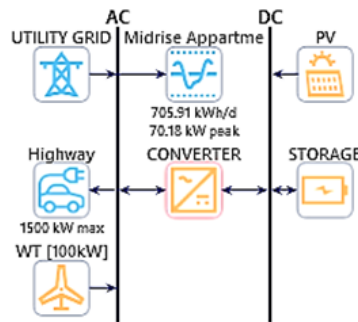 AC DC
UTILITY GRID Midrise Appartme PV
705.91 kWh/d
70.18 kW peak
Highway CONVERTER STORAGE
1500 kW max
WT [100kW]